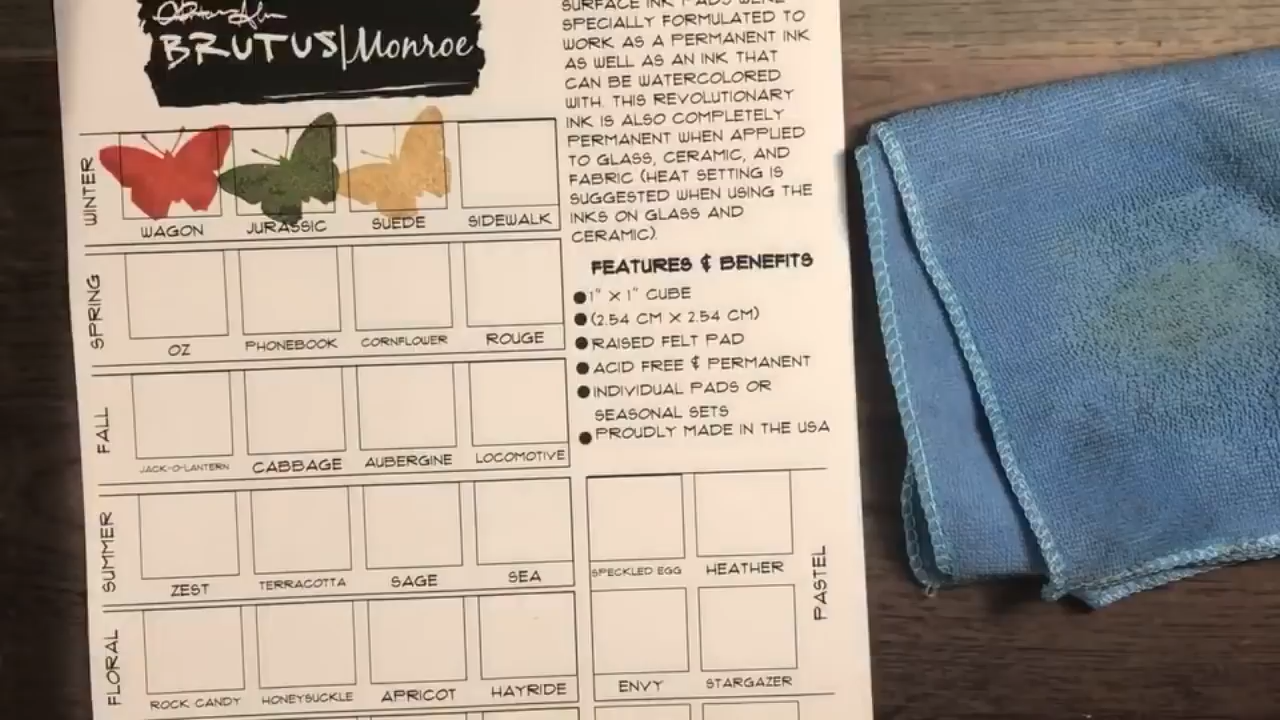 BRUTUS|Monroe
SURFACE INK PADS WERE
SPECIALLY FORMULATED TO
WORK AS A PERMANENT INK
AS WELL AS AN INK THAT
CAN BE WATERCOLORED
WITH. THIS REVOLUTIONARY
INK IS ALSO COMPLETELY
PERMANENT WHEN APPLIED
TO GLASS, CERAMIC, AND
FABRIC (HEAT SETTING IS
SUGGESTED WHEN USING THE
INKS ON GLASS AND
CERAMIC).
FEATURES & BENEFITS
●1" X 1" CUBE
●(2.54 CM X 2.54 CM)
●RAISED FELT PAD
●ACID FREE & PERMANENT
●INDIVIDUAL PADS OR
SEASONAL SETS
●PROUDLY MADE IN THE USA
WINTER
WAGON JURASSIC SUEDE SIDEWALK
SPRING
OZ PHONEBOOK CORNFLOWER ROUGE
FALL
JACK-O-LANTERN CABBAGE AUBERGINE LOCOMOTIVE
SUMMER
ZEST TERRACOTTA SAGE SEA
FLORAL
ROCK CANDY HONEYSUCKLE APRICOT HAYRIDE
PASTEL
SPECKLED EGG HEATHER
ENVY STARGAZER